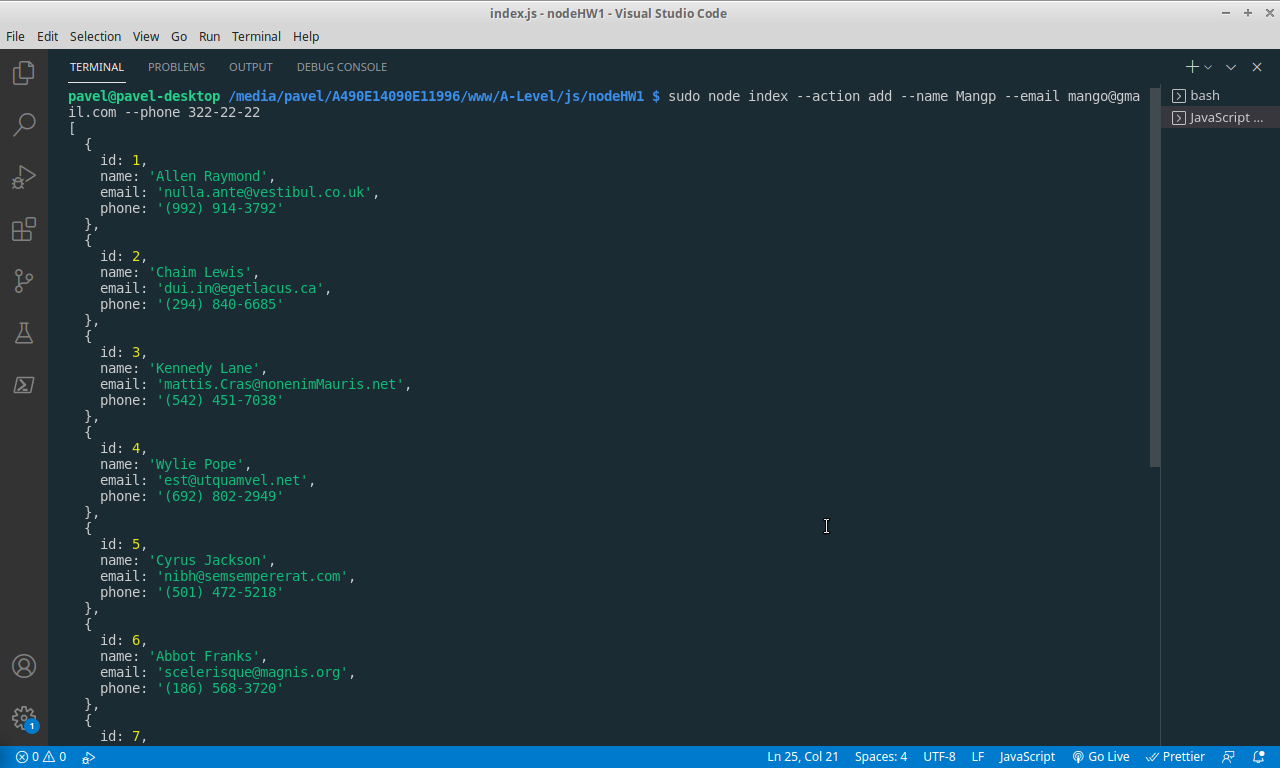 index.js - nodeHW1 - Visual Studio Code
File Edit Selection View Go Run Terminal Help
TERMINAL PROBLEMS OUTPUT DEBUG CONSOLE
pavel@pavel-desktop /media/pavel/A490E14090E11996/www/A-Level/js/nodeHW1 $ sudo node index --action add --name Mangp --email mango@gma
il.com --phone 322-22-22
[
{
id: 1,
name: 'Allen Raymond',
email: 'nulla.ante@vestibul.co.uk',
phone: '(992) 914-3792'
},
{
id: 2,
name: 'Chaim Lewis',
email: 'dui.in@egetlacus.ca',
phone: '(294) 840-6685'
},
{
id: 3,
name: 'Kennedy Lane',
email: 'mattis.Cras@nonenimMauris.net',
phone: '(542) 451-7038'
},
{
id: 4,
name: 'Wylie Pope',
email: 'est@utquamvel.net',
phone: '(692) 802-2949'
},
{
id: 5,
name: 'Cyrus Jackson',
email: 'nibh@semsempererat.com',
phone: '(501) 472-5218'
},
{
id: 6,
name: 'Abbot Franks',
email: 'scelerisque@magnis.org',
phone: '(186) 568-3720'
},
{
id: 7,
bash
JavaScript ...
1
0 0 Ln 25, Col 21 Spaces: 4 UTF-8 LF JavaScript Go Live Prettier